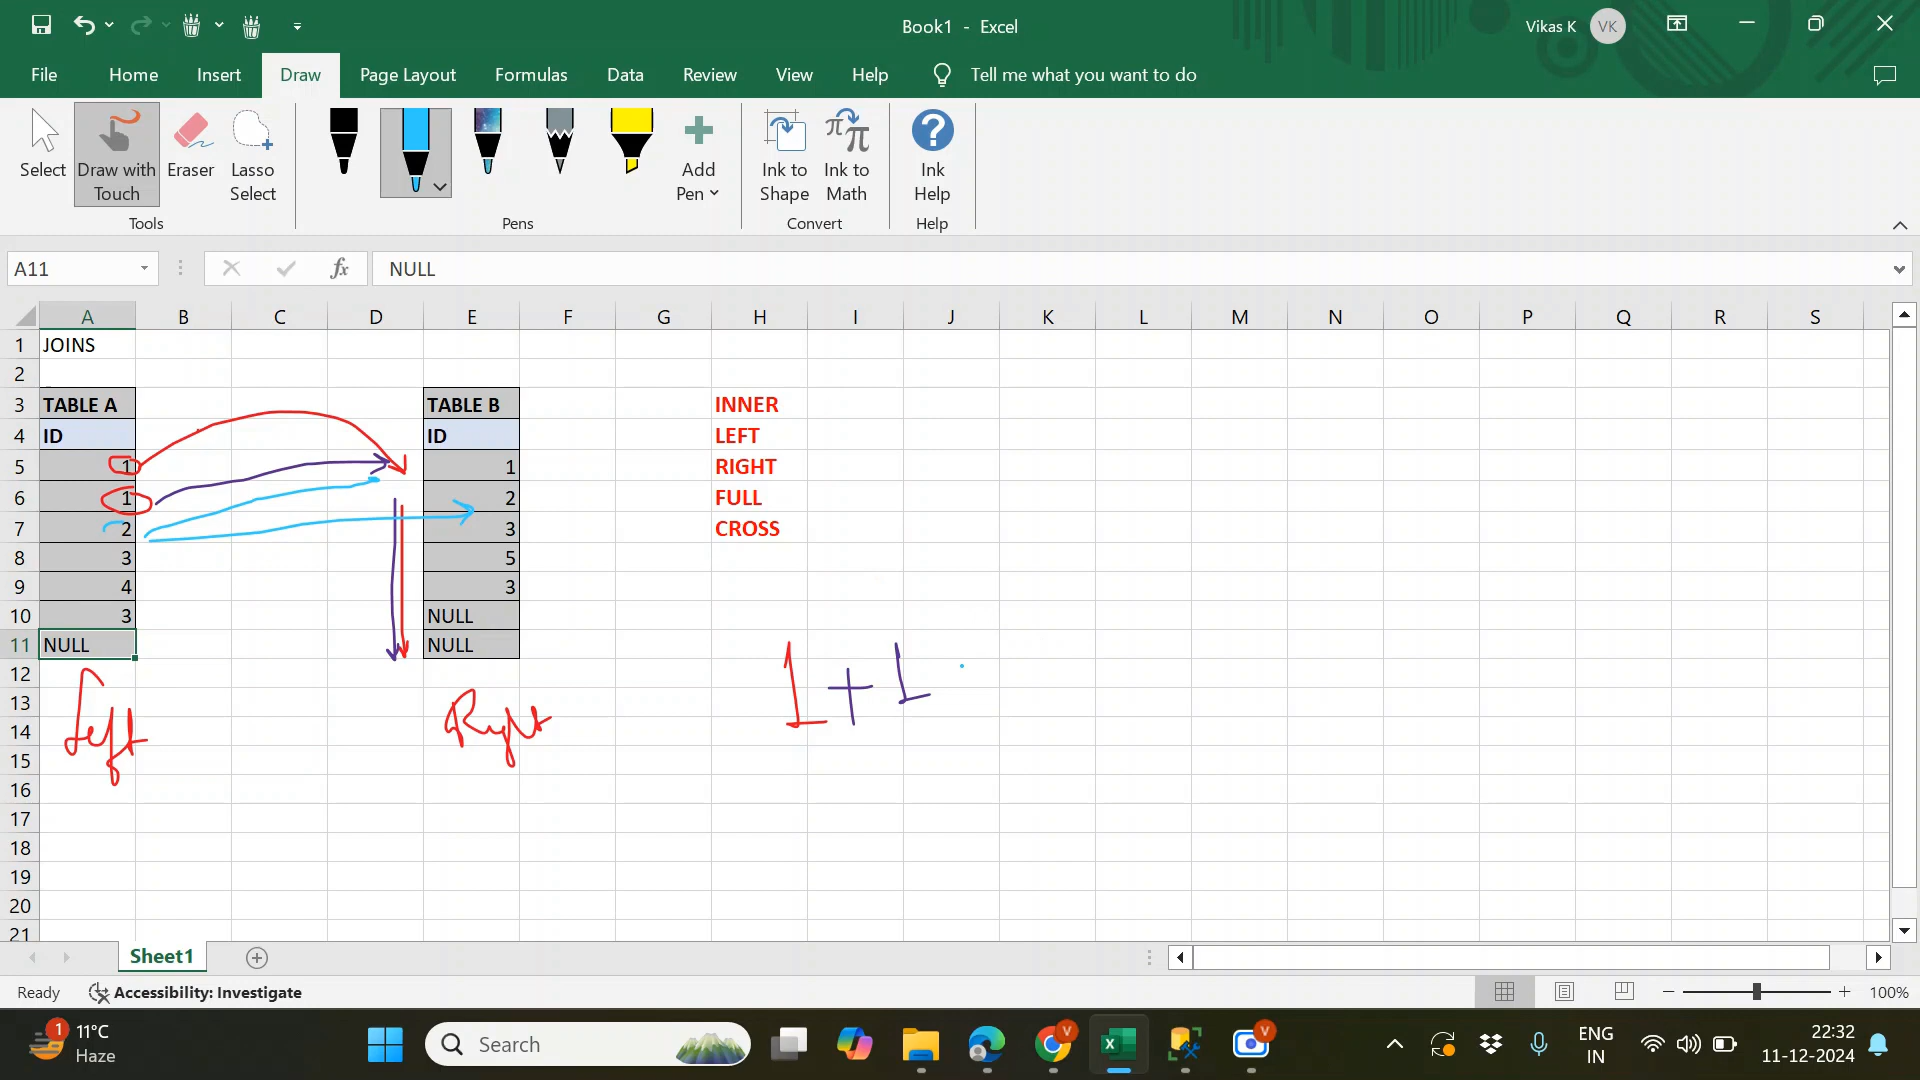 Book1 - Excel
Vikas K
VK
File Home Insert Draw Page Layout Formulas Data Review View Help Tell me what you want to do
Select Draw with Touch Eraser Lasso Select Add Pen Ink to Shape Ink to Math Ink Help
Tools Pens Convert Help
A11 fx NULL
A B C D E F G H I J K L M N O P Q R S
1 JOINS
2
3 TABLE A TABLE B INNER
4 ID ID LEFT
5 1 1 RIGHT
6 1 2 FULL
7 2 3 CROSS
8 3 5
9 4 3
10 3 NULL
11 NULL NULL
12
13
14
15
16
17
18
19
20
21
Left Right 1 + 1
Sheet1
Ready Accessibility: Investigate 100%
1 11°C
Haze
Search
V V
ENG
IN
22:32
11-12-2024